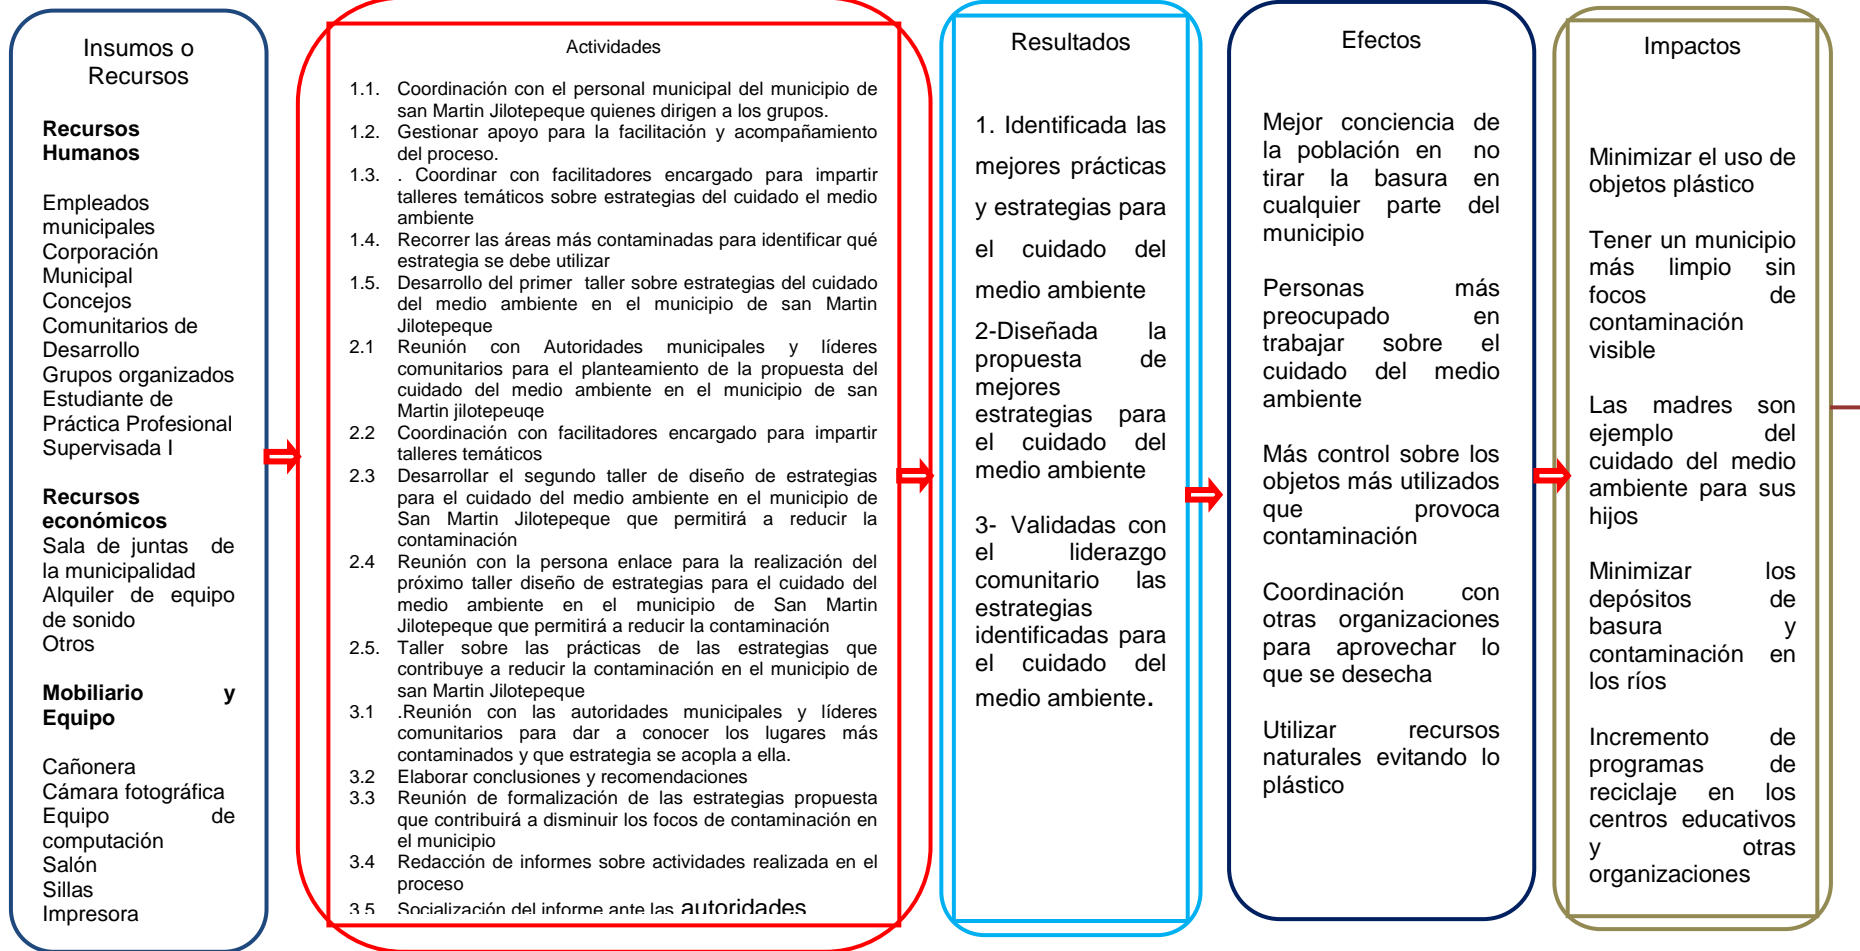 Insumos o
Recursos
Recursos
Humanos
Empleados
municipales
Corporación
Municipal
Concejos
Comunitarios de
Desarrollo
Grupos organizados
Estudiante de
Práctica Profesional
Supervisada I
Recursos
económicos
Sala de juntas de
la municipalidad
Alquiler de equipo
de sonido
Otros
Mobiliario y
Equipo
Cañonera
Cámara fotográfica
Equipo de
computación
Salón
Sillas
Impresora
Actividades
1.1. Coordinación con el personal municipal del municipio de
san Martin Jilotepeque quienes dirigen a los grupos.
1.2. Gestionar apoyo para la facilitación y acompañamiento
del proceso.
1.3. . Coordinar con facilitadores encargado para impartir
talleres temáticos sobre estrategias del cuidado el medio
ambiente
1.4. Recorrer las áreas más contaminadas para identificar qué
estrategia se debe utilizar
1.5. Desarrollo del primer taller sobre estrategias del cuidado
del medio ambiente en el municipio de san Martin
Jilotepeque
2.1 Reunión con Autoridades municipales y líderes
comunitarios para el planteamiento de la propuesta del
cuidado del medio ambiente en el municipio de san
Martin jilotepeuqe
2.2 Coordinación con facilitadores encargado para impartir
talleres temáticos
2.3 Desarrollar el segundo taller de diseño de estrategias
para el cuidado del medio ambiente en el municipio de
San Martin Jilotepeque que permitirá a reducir la
contaminación
2.4 Reunión con la persona enlace para la realización del
próximo taller diseño de estrategias para el cuidado del
medio ambiente en el municipio de San Martin
Jilotepeque que permitirá a reducir la contaminación
2.5. Taller sobre las prácticas de las estrategias que
contribuye a reducir la contaminación en el municipio de
san Martin Jilotepeque
3.1 .Reunión con las autoridades municipales y líderes
comunitarios para dar a conocer los lugares más
contaminados y que estrategia se acopla a ella.
3.2 Elaborar conclusiones y recomendaciones
3.3 Reunión de formalización de las estrategias propuesta
que contribuirá a disminuir los focos de contaminación en
el municipio
3.4 Redacción de informes sobre actividades realizada en el
proceso
3.5 Socialización del informe ante las autoridades
Resultados
1. Identificada las
mejores prácticas
y estrategias para
el cuidado del
medio ambiente
2-Diseñada la
propuesta de
mejores
estrategias para
el cuidado del
medio ambiente
3- Validadas con
el liderazgo
comunitario las
estrategias
identificadas para
el cuidado del
medio ambiente.
Efectos
Mejor conciencia de
la población en no
tirar la basura en
cualquier parte del
municipio
Personas más
preocupado en
trabajar sobre el
cuidado del medio
ambiente
Más control sobre los
objetos más utilizados
que provoca
contaminación
Coordinación con
otras organizaciones
para aprovechar lo
que se desecha
Utilizar recursos
naturales evitando lo
plástico
Impactos
Minimizar el uso de
objetos plástico
Tener un municipio
más limpio sin
focos de
contaminación
visible
Las madres son
ejemplo del
cuidado del medio
ambiente para sus
hijos
Minimizar los
depósitos de
basura y
contaminación en
los ríos
Incremento de
programas de
reciclaje en los
centros educativos
y otras
organizaciones